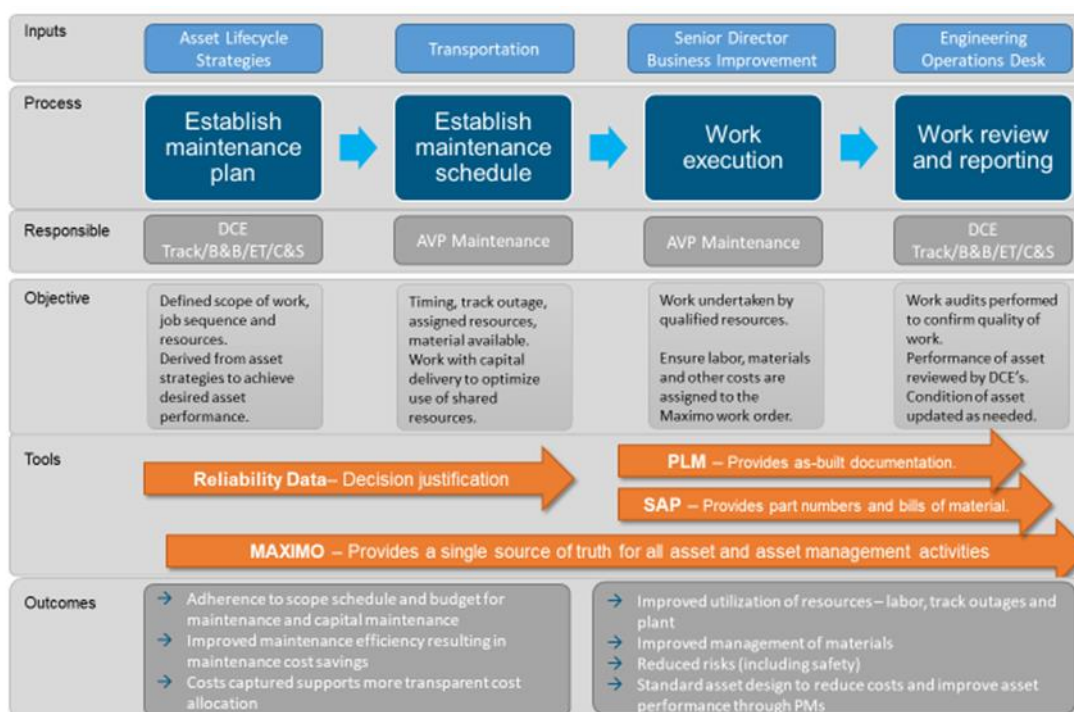 Inputs
Asset Lifecycle
Strategies
Transportation
Senior Director
Business Improvement
Engineering
Operations Desk
Process
Establish
maintenance
plan
Establish
maintenance
schedule
Work
execution
Work review
and reporting
Responsible
DCE
Track/B&B/ET/C&S
AVP Maintenance
AVP Maintenance
DCE
Track/B&B/ET/C&S
Objective
Defined scope of work,
job sequence and
resources.
Derived from asset
strategies to achieve
desired asset
performance.
Timing, track outage,
assigned resources,
material available.
Work with capital
delivery to optimize
use of shared
resources.
Work undertaken by
qualified resources.
Ensure labor, materials
and other costs are
assigned to the
Maximo work order.
Work audits performed
to confirm quality of
work.
Performance of asset
reviewed by DCE's.
Condition of asset
updated as needed.
Tools
Reliability Data– Decision justification
PLM – Provides as-built documentation.
SAP – Provides part numbers and bills of material.
MAXIMO – Provides a single source of truth for all asset and asset management activities
Outcomes
→ Adherence to scope schedule and budget for
maintenance and capital maintenance
→ Improved maintenance efficiency resulting in
maintenance cost savings
→ Costs captured supports more transparent cost
allocation
→ Improved utilization of resources – labor, track outages and
plant
→ Improved management of materials
→ Reduced risks (including safety)
→ Standard asset design to reduce costs and improve asset
performance through PMs